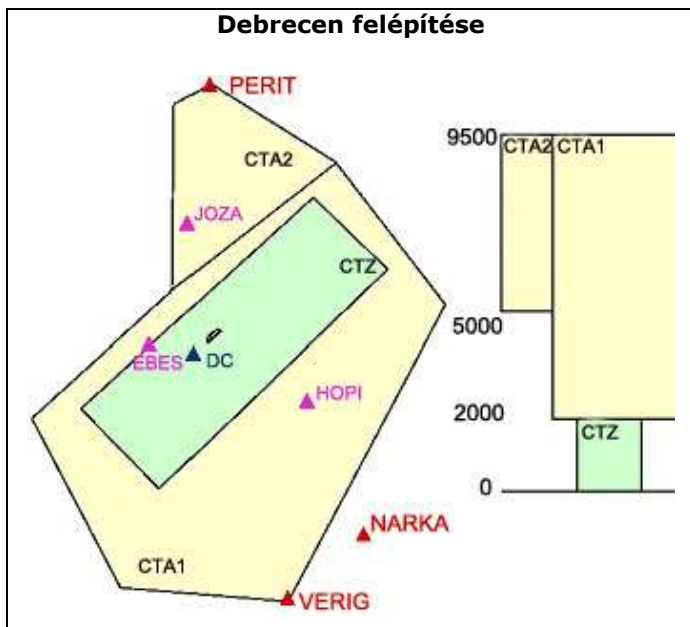 Debrecen felépítése
PERIT
CTA2
JOZA
CTZ
EBES
DC
HOPI
NARKA
CTA1
VERIG
9500
CTA2
CTA1
5000
2000
CTZ
0